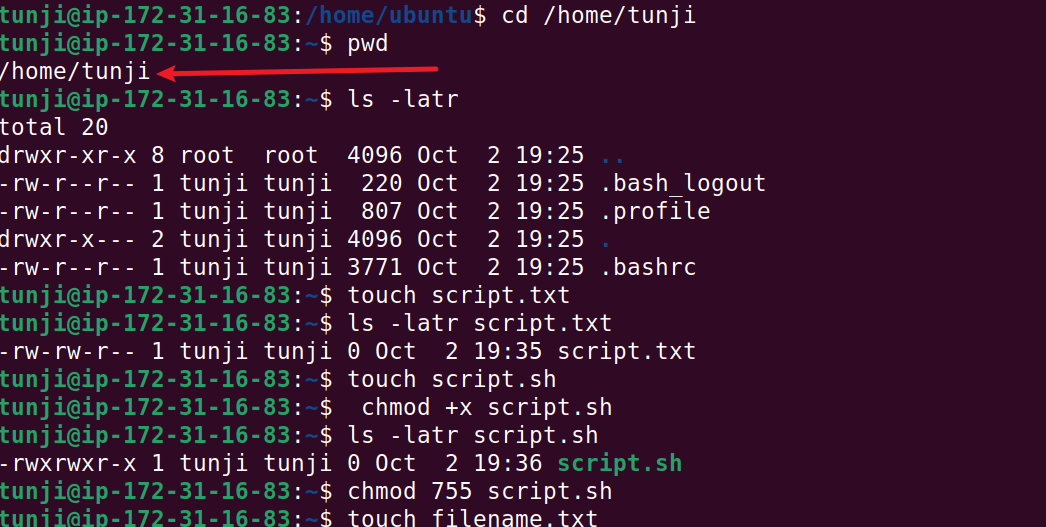 tunji@ip-172-31-16-83:/home/ubuntu$ cd /home/tunji
tunji@ip-172-31-16-83:~$ pwd
/home/tunji
tunji@ip-172-31-16-83:~$ ls -latr
total 20
drwxr-xr-x 8 root  root  4096 Oct  2 19:25 ..
-rw-r--r-- 1 tunji tunji  220 Oct  2 19:25 .bash_logout
-rw-r--r-- 1 tunji tunji  807 Oct  2 19:25 .profile
drwxr-x--- 2 tunji tunji 4096 Oct  2 19:25 .
-rw-r--r-- 1 tunji tunji 3771 Oct  2 19:25 .bashrc
tunji@ip-172-31-16-83:~$ touch script.txt
tunji@ip-172-31-16-83:~$ ls -latr script.txt
-rw-rw-r-- 1 tunji tunji 0 Oct  2 19:35 script.txt
tunji@ip-172-31-16-83:~$ touch script.sh
tunji@ip-172-31-16-83:~$  chmod +x script.sh
tunji@ip-172-31-16-83:~$ ls -latr script.sh
-rwxrwxr-x 1 tunji tunji 0 Oct  2 19:36 script.sh
tunji@ip-172-31-16-83:~$ chmod 755 script.sh
tunji@ip-172-31-16-83:~$ touch filename.txt